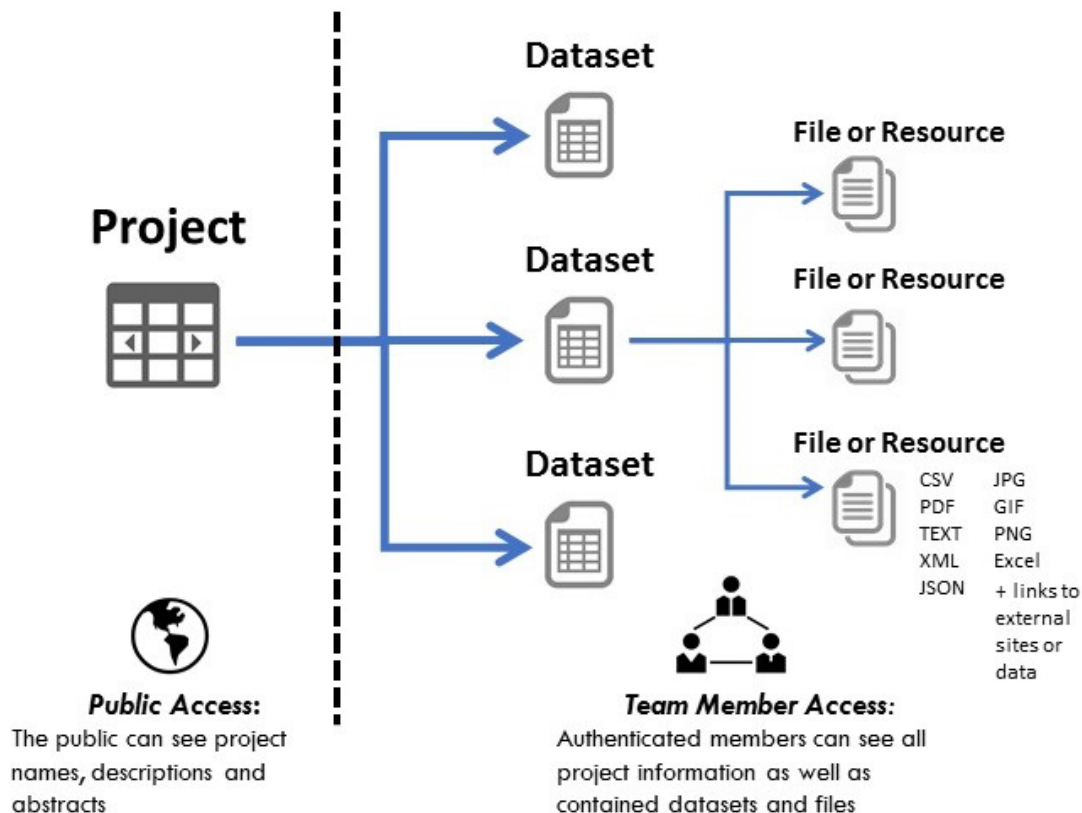 Dataset
File or Resource
Project
Dataset
File or Resource
File or Resource
Dataset
CSV JPG
PDF GIF
TEXT PNG
XML Excel
JSON + links to
external
sites or
data
Public Access:
The public can see project
names, descriptions and
abstracts
Team Member Access:
Authenticated members can see all
project information as well as
contained datasets and files